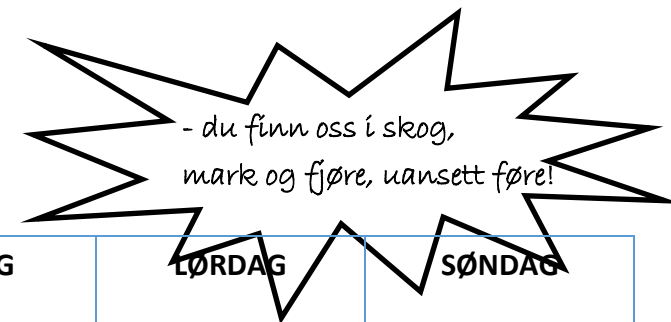 - du finn oss i skog,
mark og fjøre, uansett føre!
G LØRDAG SØNDAG